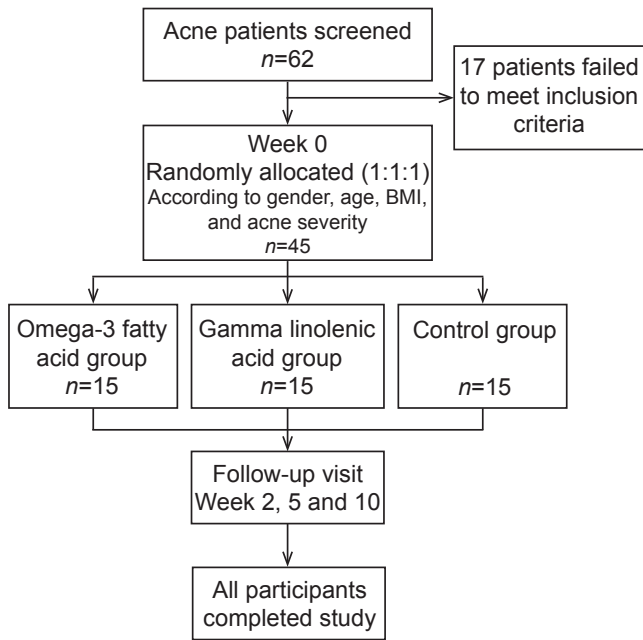 Acne patients screened
n=62
17 patients failed
to meet inclusion
criteria
Week 0
Randomly allocated (1:1:1)
According to gender, age, BMI,
and acne severity
n=45
Omega-3 fatty
acid group
n=15
Gamma linolenic
acid group
n=15
Control group
n=15
Follow-up visit
Week 2, 5 and 10
All participants
completed study